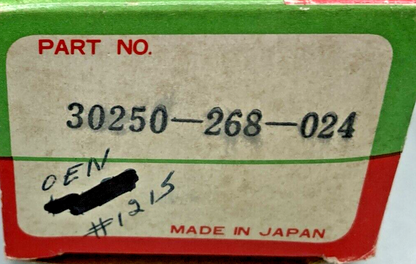 PART NO.
30250-268-024
OEN
#1215
MADE IN JAPAN